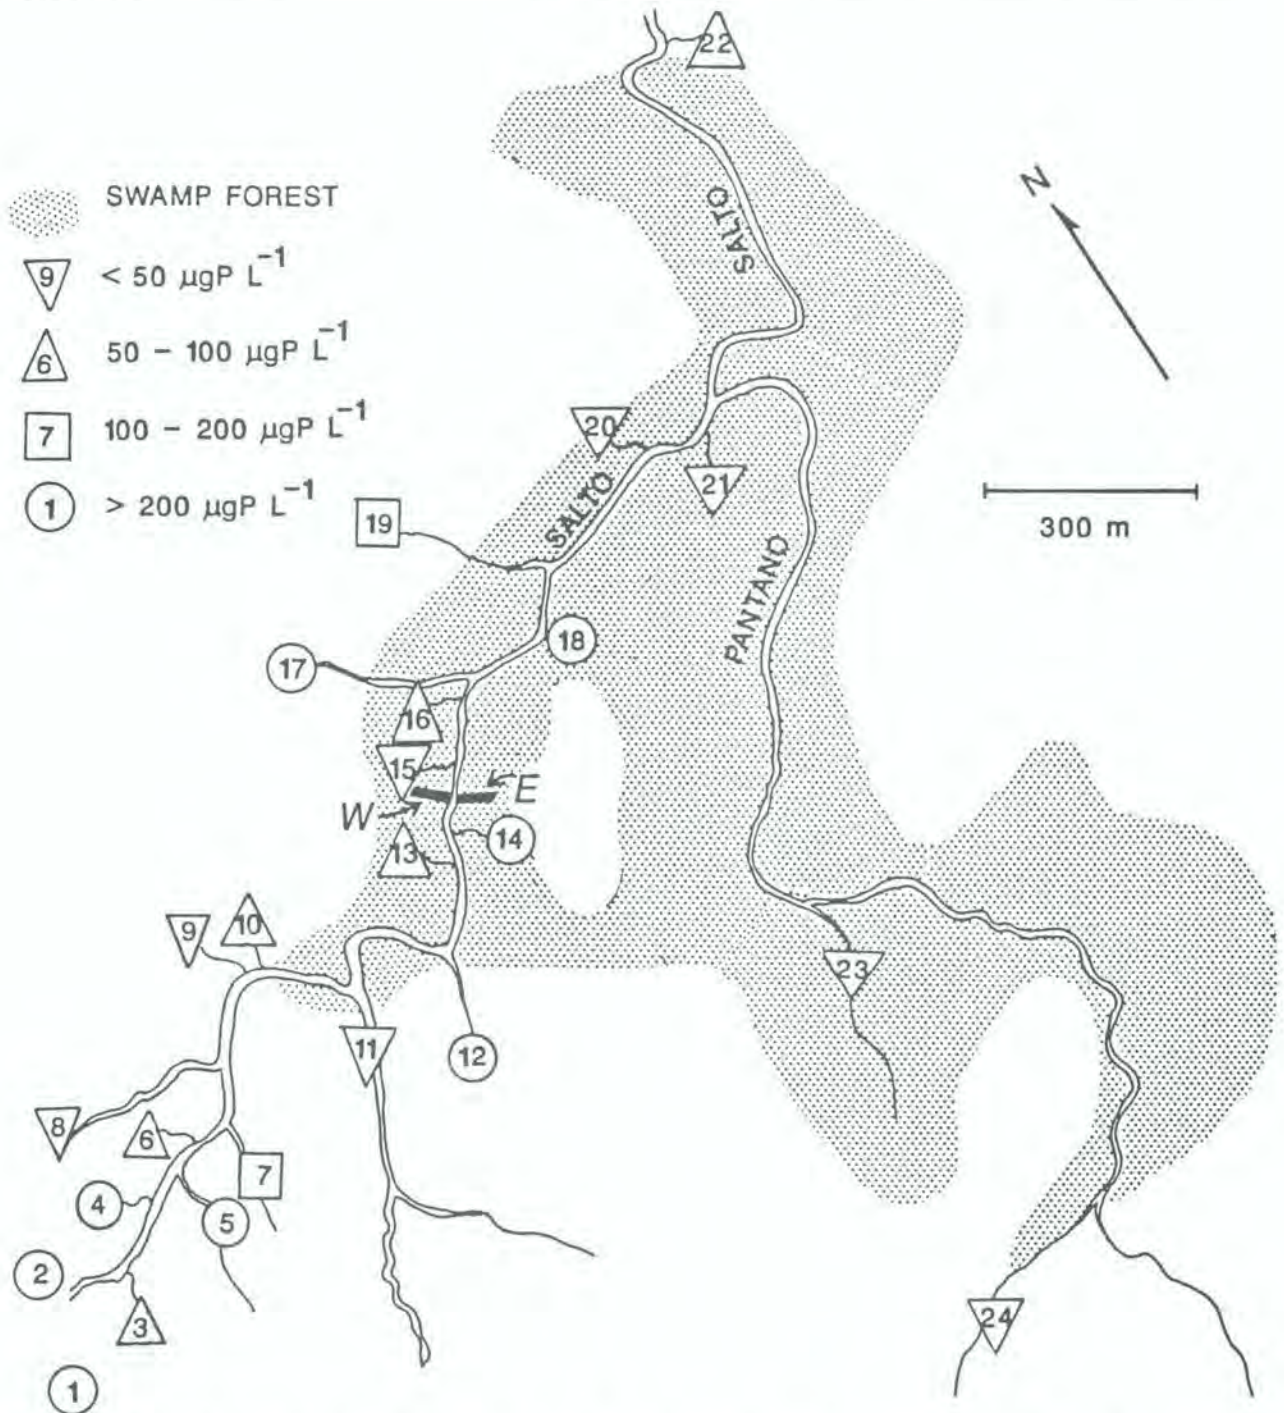 22
SWAMP FOREST
9 < 50 µgP L⁻¹
6 50 – 100 µgP L⁻¹
7 100 – 200 µgP L⁻¹
1 > 200 µgP L⁻¹
N
SALTO
300 m
20
21
SALTO
19
PANTANO
18
17
16
15
E
W
14
13
10
9
23
11
12
8
6
7
4
5
2
3
24
1